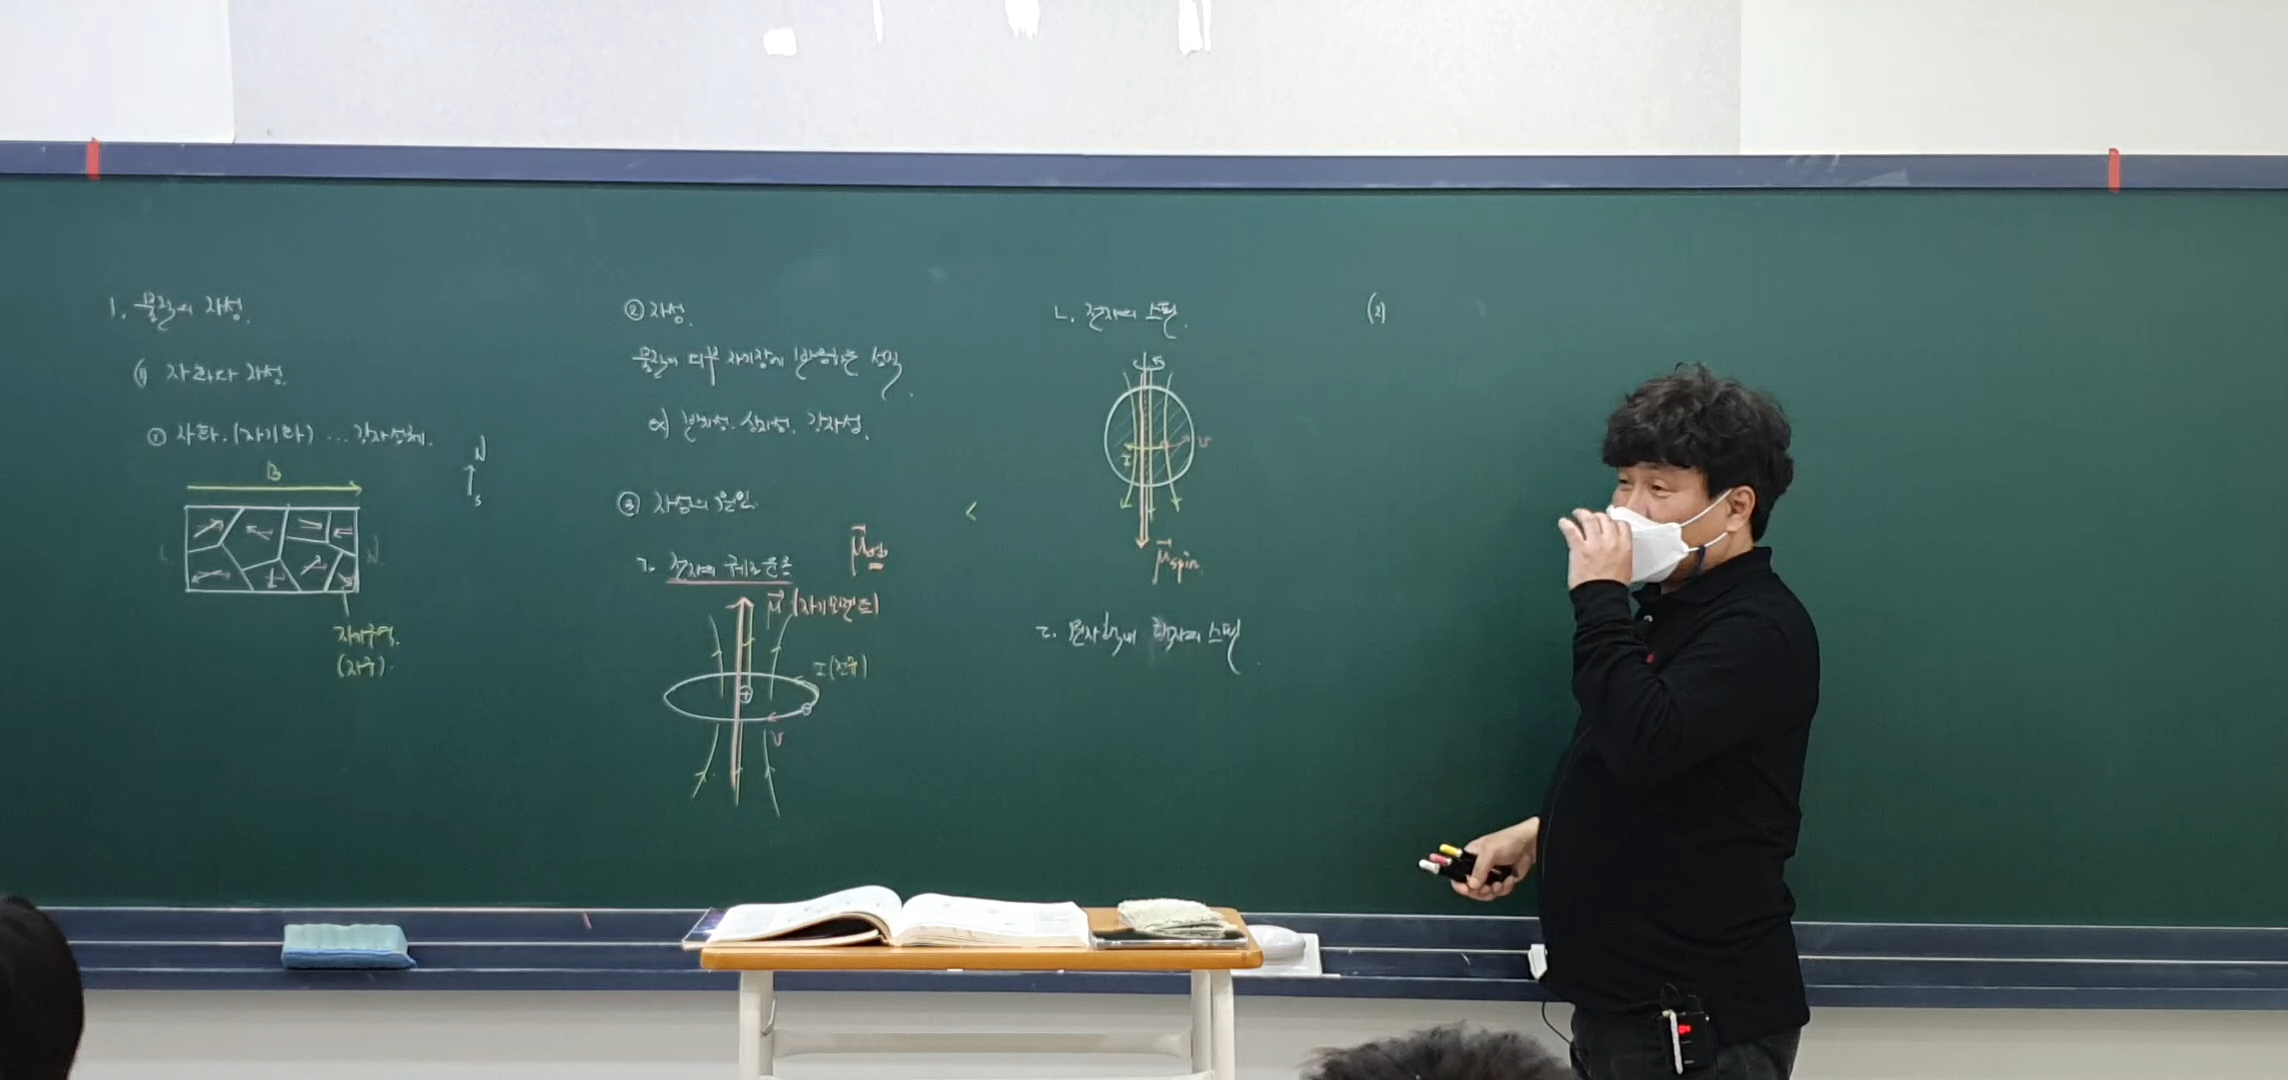 1. 물질의 자성.
(1) 자화와 자성.
① 자화. (자기화) ... 강자성체.
N
S
B
N
자기구역.
(자구).
② 자성.
물질이 외부 자기장에 반응하는 성질.
ex) 반자성. 상자성. 강자성.
③ 자성의 원인.
ㄱ. 전자의 궤도운동
μ orb
μ (자기모멘트)
I (전류)
+
v
<
ㄴ. 전자의 스핀.
I
v
μ spin
ㄷ. 원자핵내 핵자의 스핀.
(2)